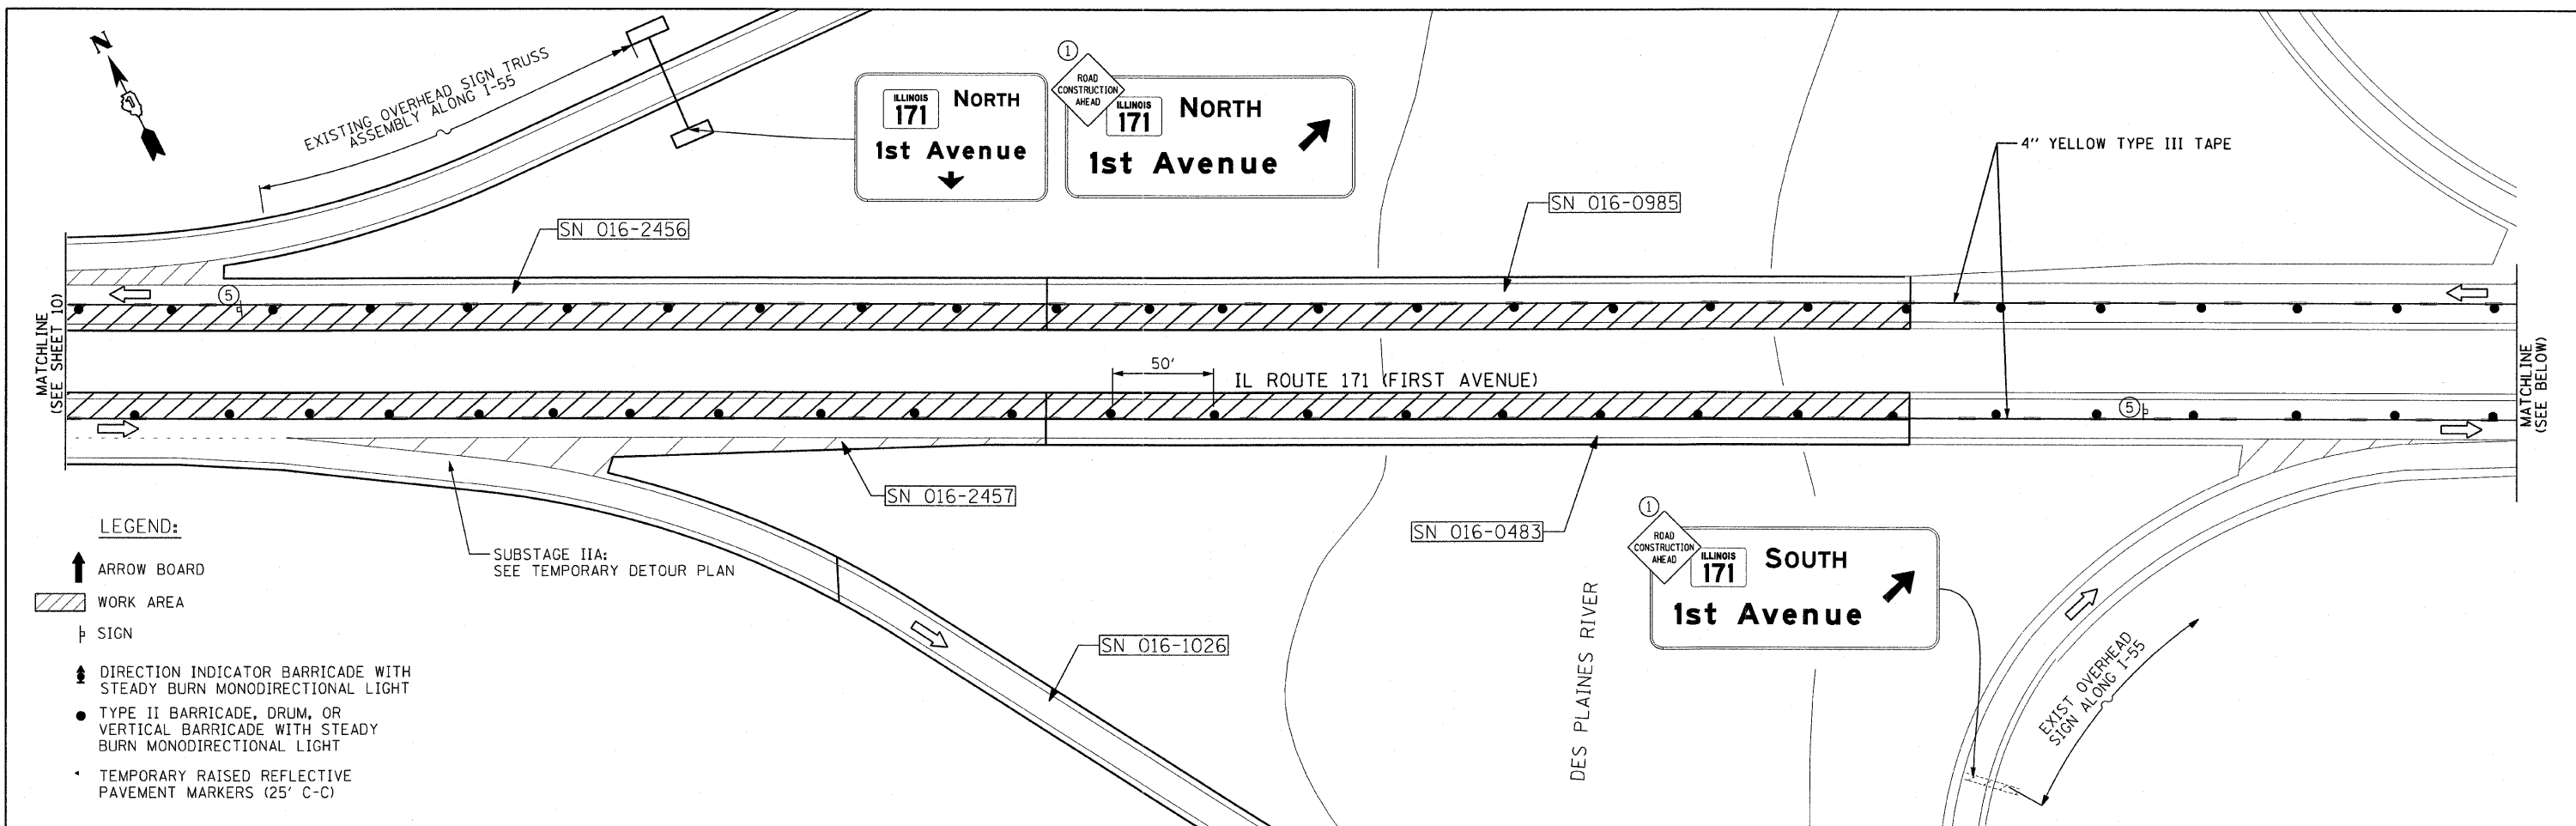 N
EXISTING OVERHEAD SIGN TRUSS
ASSEMBLY ALONG I-55
ILLINOIS
171
NORTH
1st Avenue
1
ROAD
CONSTRUCTION
AHEAD
ILLINOIS
171
NORTH
1st Avenue
4" YELLOW TYPE III TAPE
SN 016-2456
SN 016-0985
5
MATCHLINE
(SEE SHEET 10)
50'
IL ROUTE 171 (FIRST AVENUE)
MATCHLINE
(SEE BELOW)
5
SN 016-2457
SN 016-0483
1
ROAD
CONSTRUCTION
AHEAD
ILLINOIS
171
SOUTH
1st Avenue
LEGEND:
ARROW BOARD
WORK AREA
SIGN
DIRECTION INDICATOR BARRICADE WITH
STEADY BURN MONODIRECTIONAL LIGHT
TYPE II BARRICADE, DRUM, OR
VERTICAL BARRICADE WITH STEADY
BURN MONODIRECTIONAL LIGHT
TEMPORARY RAISED REFLECTIVE
PAVEMENT MARKERS (25' C-C)
SUBSTAGE IIA:
SEE TEMPORARY DETOUR PLAN
SN 016-1026
DES PLAINES RIVER
EXIST OVERHEAD
SIGN ALONG I-55